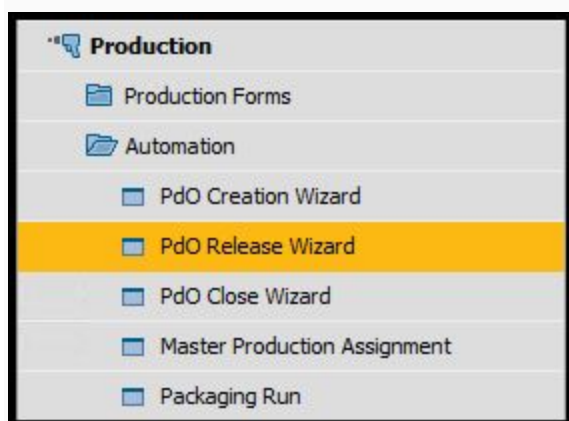 Production
Production Forms
Automation
PdO Creation Wizard
PdO Release Wizard
PdO Close Wizard
Master Production Assignment
Packaging Run